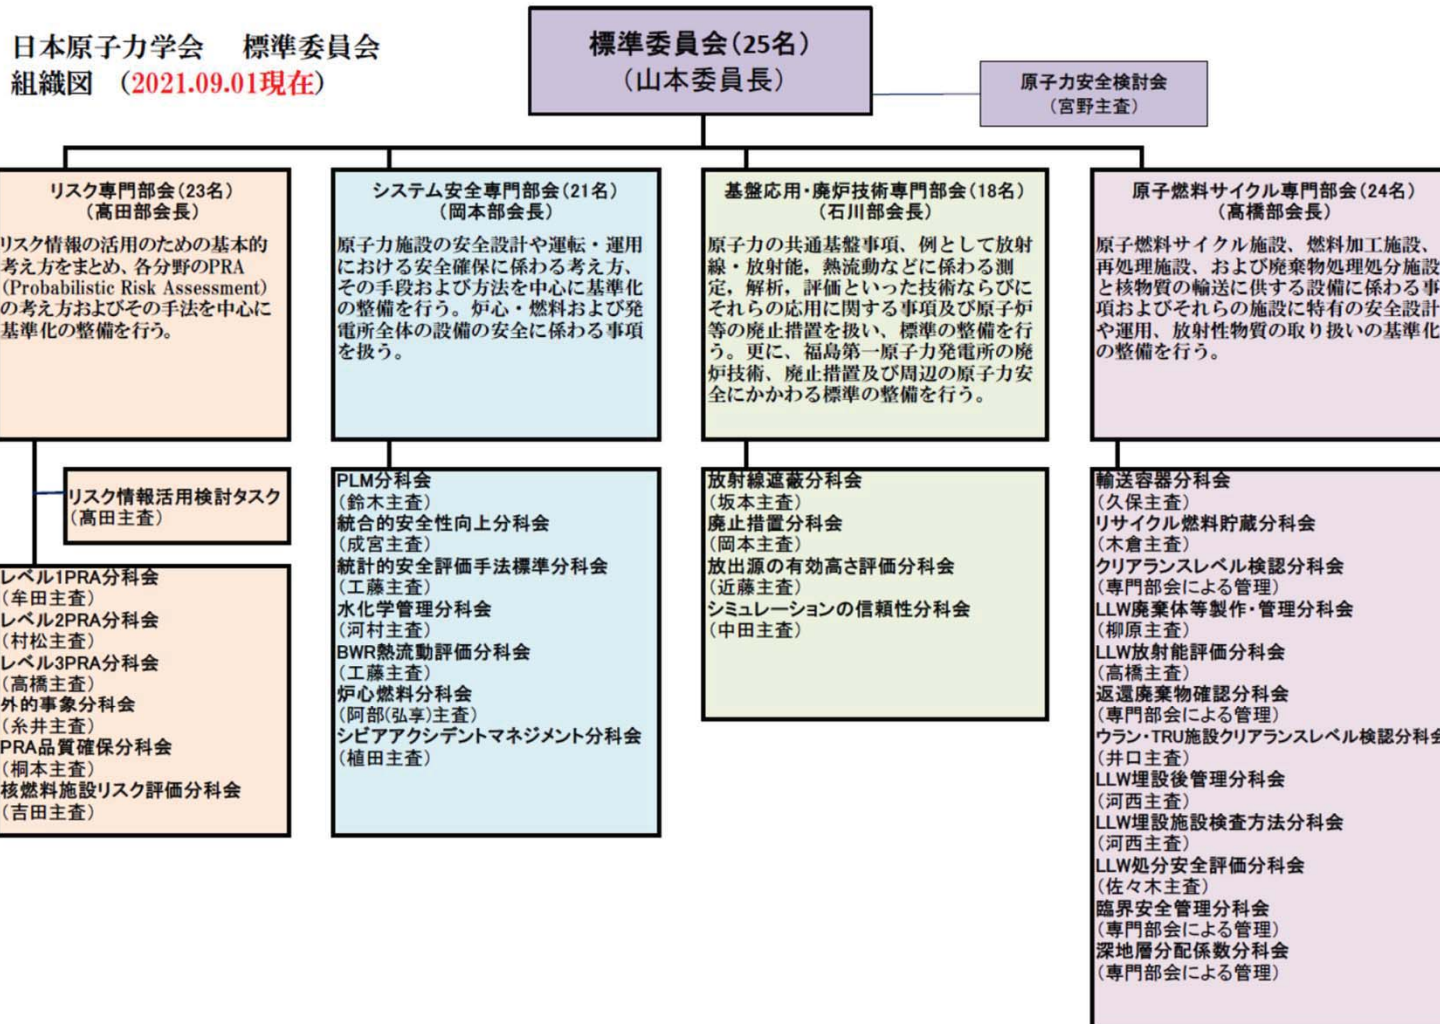 日本原子力学会　標準委員会
組織図　（2021.09.01現在）
標準委員会（25名）
（山本委員長）
原子力安全検討会
（宮野主査）
リスク専門部会（23名）
（高田部会長）
リスク情報の活用のための基本的
考え方をまとめ、各分野のPRA
（Probabilistic Risk Assessment）
の考え方およびその手法を中心に
基準化の整備を行う。
リスク情報活用検討タスク
（高田主査）
レベル1PRA分科会
（牟田主査）
レベル2PRA分科会
（村松主査）
レベル3PRA分科会
（高橋主査）
外的事象分科会
（糸井主査）
PRA品質確保分科会
（桐本主査）
核燃料施設リスク評価分科会
（吉田主査）
システム安全専門部会（21名）
（岡本部会長）
原子力施設の安全設計や運転・運用
における安全確保に係わる考え方、
その手段および方法を中心に基準化
の整備を行う。炉心・燃料および発
電所全体の設備の安全に係わる事項
を扱う。
PLM分科会
（鈴木主査）
統合的安全性向上分科会
（成宮主査）
統計的安全評価手法標準分科会
（工藤主査）
水化学管理分科会
（河村主査）
BWR熱流動評価分科会
（工藤主査）
炉心燃料分科会
（阿部(弘享)主査）
シビアアクシデントマネジメント分科会
（植田主査）
基盤応用・廃炉技術専門部会（18名）
（石川部会長）
原子力の共通基盤事項、例として放射
線・放射能，熱流動などに係わる測
定，解析，評価といった技術ならびに
それらの応用に関する事項及び原子炉
等の廃止措置を扱い、標準の整備を行
う。更に、福島第一原子力発電所の廃
炉技術、廃止措置及び周辺の原子力安
全にかかわる標準の整備を行う。
放射線遮蔽分科会
（坂本主査）
廃止措置分科会
（岡本主査）
放出源の有効高さ評価分科会
（近藤主査）
シミュレーションの信頼性分科会
（中田主査）
原子燃料サイクル専門部会（24名）
（高橋部会長）
原子燃料サイクル施設、燃料加工施設、
再処理施設、および廃棄物処理処分施設
と核物質の輸送に供する設備に係わる事
項およびそれらの施設に特有の安全設計
や運用、放射性物質の取り扱いの基準化
の整備を行う。
輸送容器分科会
（久保主査）
リサイクル燃料貯蔵分科会
（木倉主査）
クリアランスレベル検認分科会
（専門部会による管理）
LLW廃棄体等製作・管理分科会
（柳原主査）
LLW放射能評価分科会
（高橋主査）
返還廃棄物確認分科会
（専門部会による管理）
ウラン・TRU施設クリアランスレベル検認分科会
（井口主査）
LLW埋設後管理分科会
（河西主査）
LLW埋設施設検査方法分科会
（河西主査）
LLW処分安全評価分科会
（佐々木主査）
臨界安全管理分科会
（専門部会による管理）
深地層分配係数分科会
（専門部会による管理）